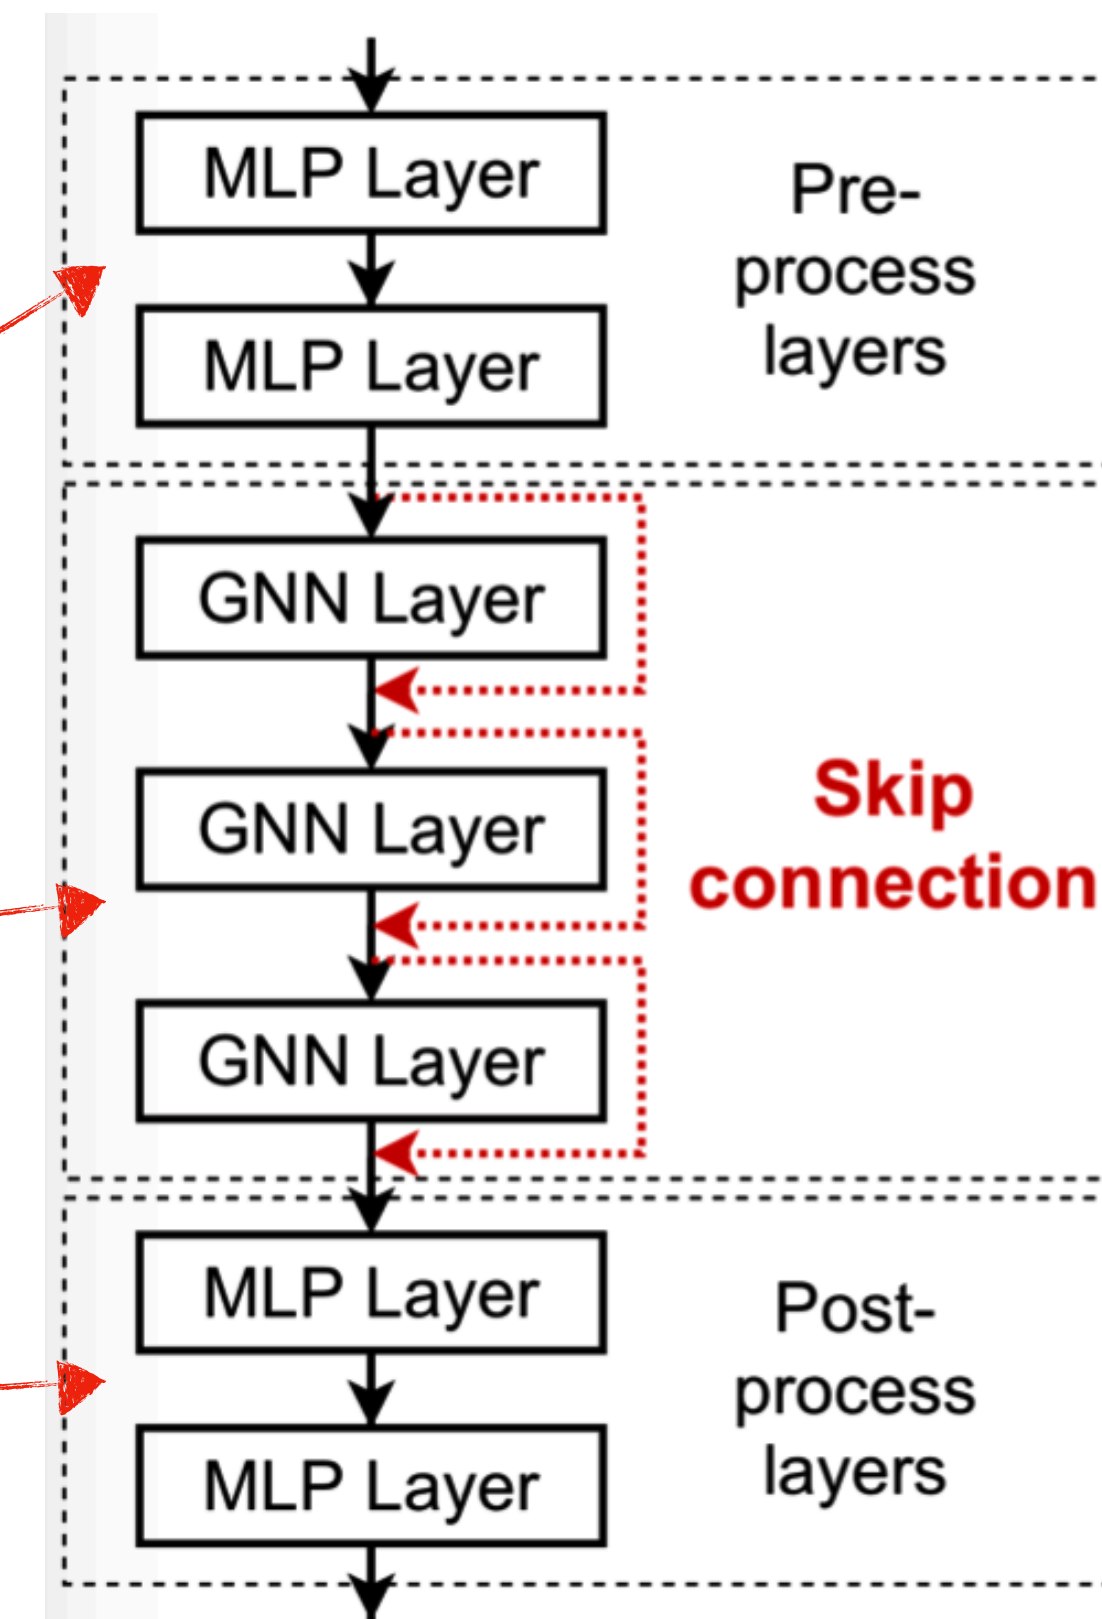 MLP Layer
Pre-
process
layers
MLP Layer
GNN Layer
GNN Layer
Skip
connection
GNN Layer
MLP Layer
Post-
process
layers
MLP Layer